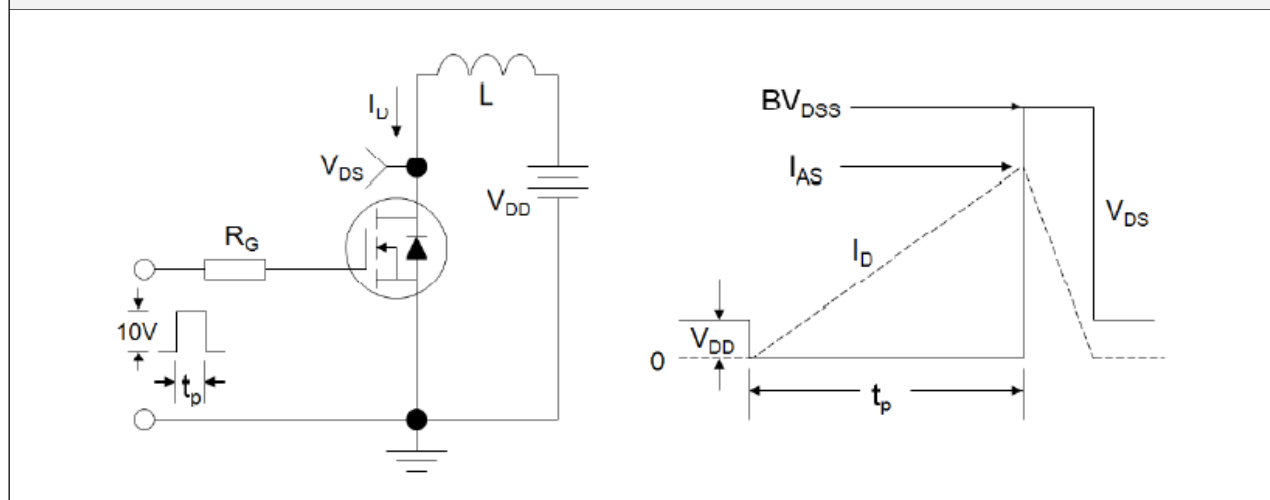 L
I_D
V_DS
V_DD
R_G
10V
t_p
BV_DSS
I_AS
V_DS
I_D
V_DD
0
t_p